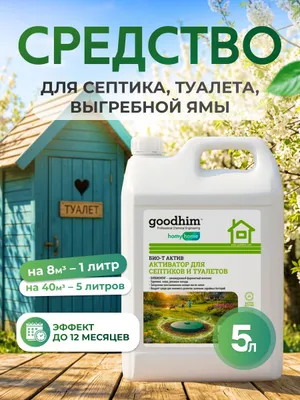 СРЕДСТВО
ДЛЯ СЕПТИКА, ТУАЛЕТА,
ВЫГРЕБНОЙ ЯМЫ
ТУАЛЕТ
goodhim
Professional Chemical Engineering
homyhome
БИО-Т АКТИВ
АКТИВАТОР ДЛЯ
СЕПТИКОВ И ТУАЛЕТОВ
на 8м³ – 1 литр
на 40м³ – 5 литров
ЭФФЕКТ
ДО 12 МЕСЯЦЕВ
5л